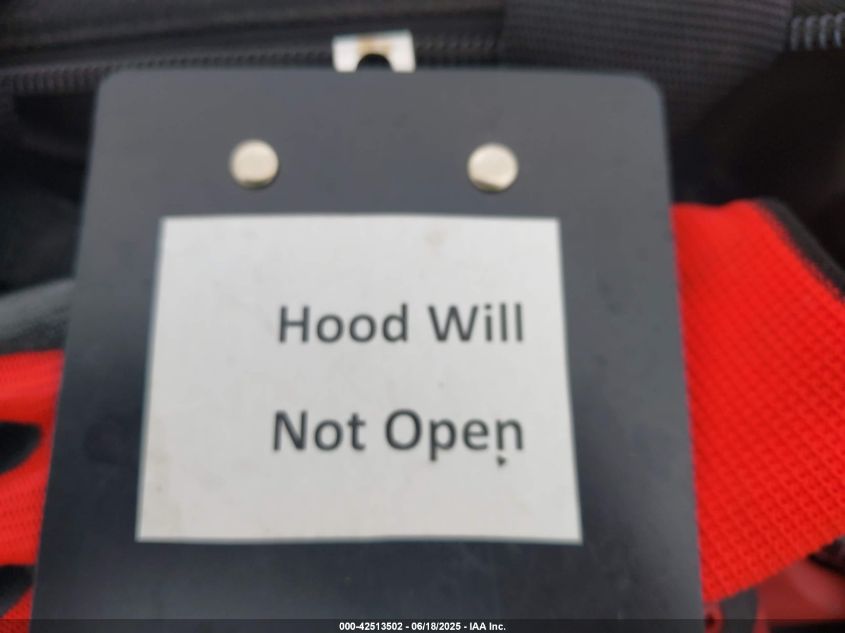 Hood Will
Not Open
000-42513502 - 06/18/2025 - IAA Inc.